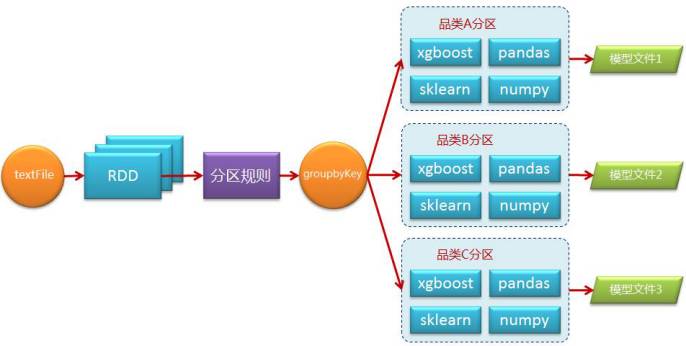 textFile
RDD
分区规则
groupbyKey
品类A分区
xgboost pandas
sklearn numpy
模型文件1
品类B分区
xgboost pandas
sklearn numpy
模型文件2
品类C分区
xgboost pandas
sklearn numpy
模型文件3